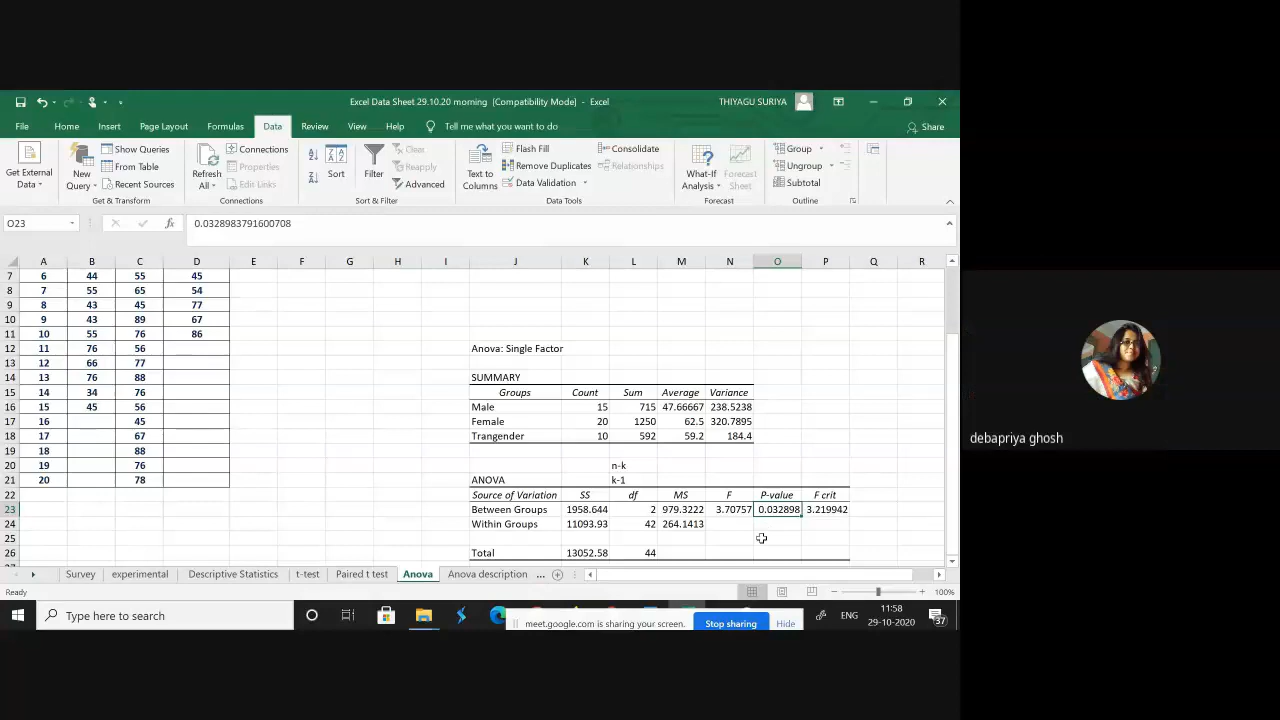 Excel Data Sheet 29.10.20 morning [Compatibility Mode] - Excel THIYAGU SURIYA
File Home Insert Page Layout Formulas Data Review View Help Tell me what you want to do Share
Get External Data
New Query
Show Queries
From Table
Recent Sources
Get & Transform
Refresh All
Connections
Properties
Edit Links
Connections
Sort
Filter
Clear
Reapply
Advanced
Sort & Filter
Text to Columns
Flash Fill
Remove Duplicates
Data Validation
Consolidate
Relationships
Data Tools
What-If Analysis
Forecast Sheet
Forecast
Group
Ungroup
Subtotal
Outline
O23 fx 0.0328983791600708
A B C D E F G H I J K L M N O P Q R
7 6 44 55 45
8 7 55 65 54
9 8 43 45 77
10 9 43 89 67
11 10 55 76 86
12 11 76 56 Anova: Single Factor
13 12 66 77
14 13 76 88 SUMMARY
15 14 34 76 Groups Count Sum Average Variance
16 15 45 56 Male 15 715 47.66667 238.5238
17 16 45 Female 20 1250 62.5 320.7895
18 17 67 Trangender 10 592 59.2 184.4
19 18 88
20 19 76 n-k
21 20 78 ANOVA k-1
22 Source of Variation SS df MS F P-value F crit
23 Between Groups 1958.644 2 979.3222 3.70757 0.032898 3.219942
24 Within Groups 11093.93 42 264.1413
25
26 Total 13052.58 44
Survey experimental Descriptive Statistics t-test Paired t test Anova Anova description ...
Ready 100%
Type here to search
meet.google.com is sharing your screen. Stop sharing Hide
ENG
11:58
29-10-2020
37
debapriya ghosh